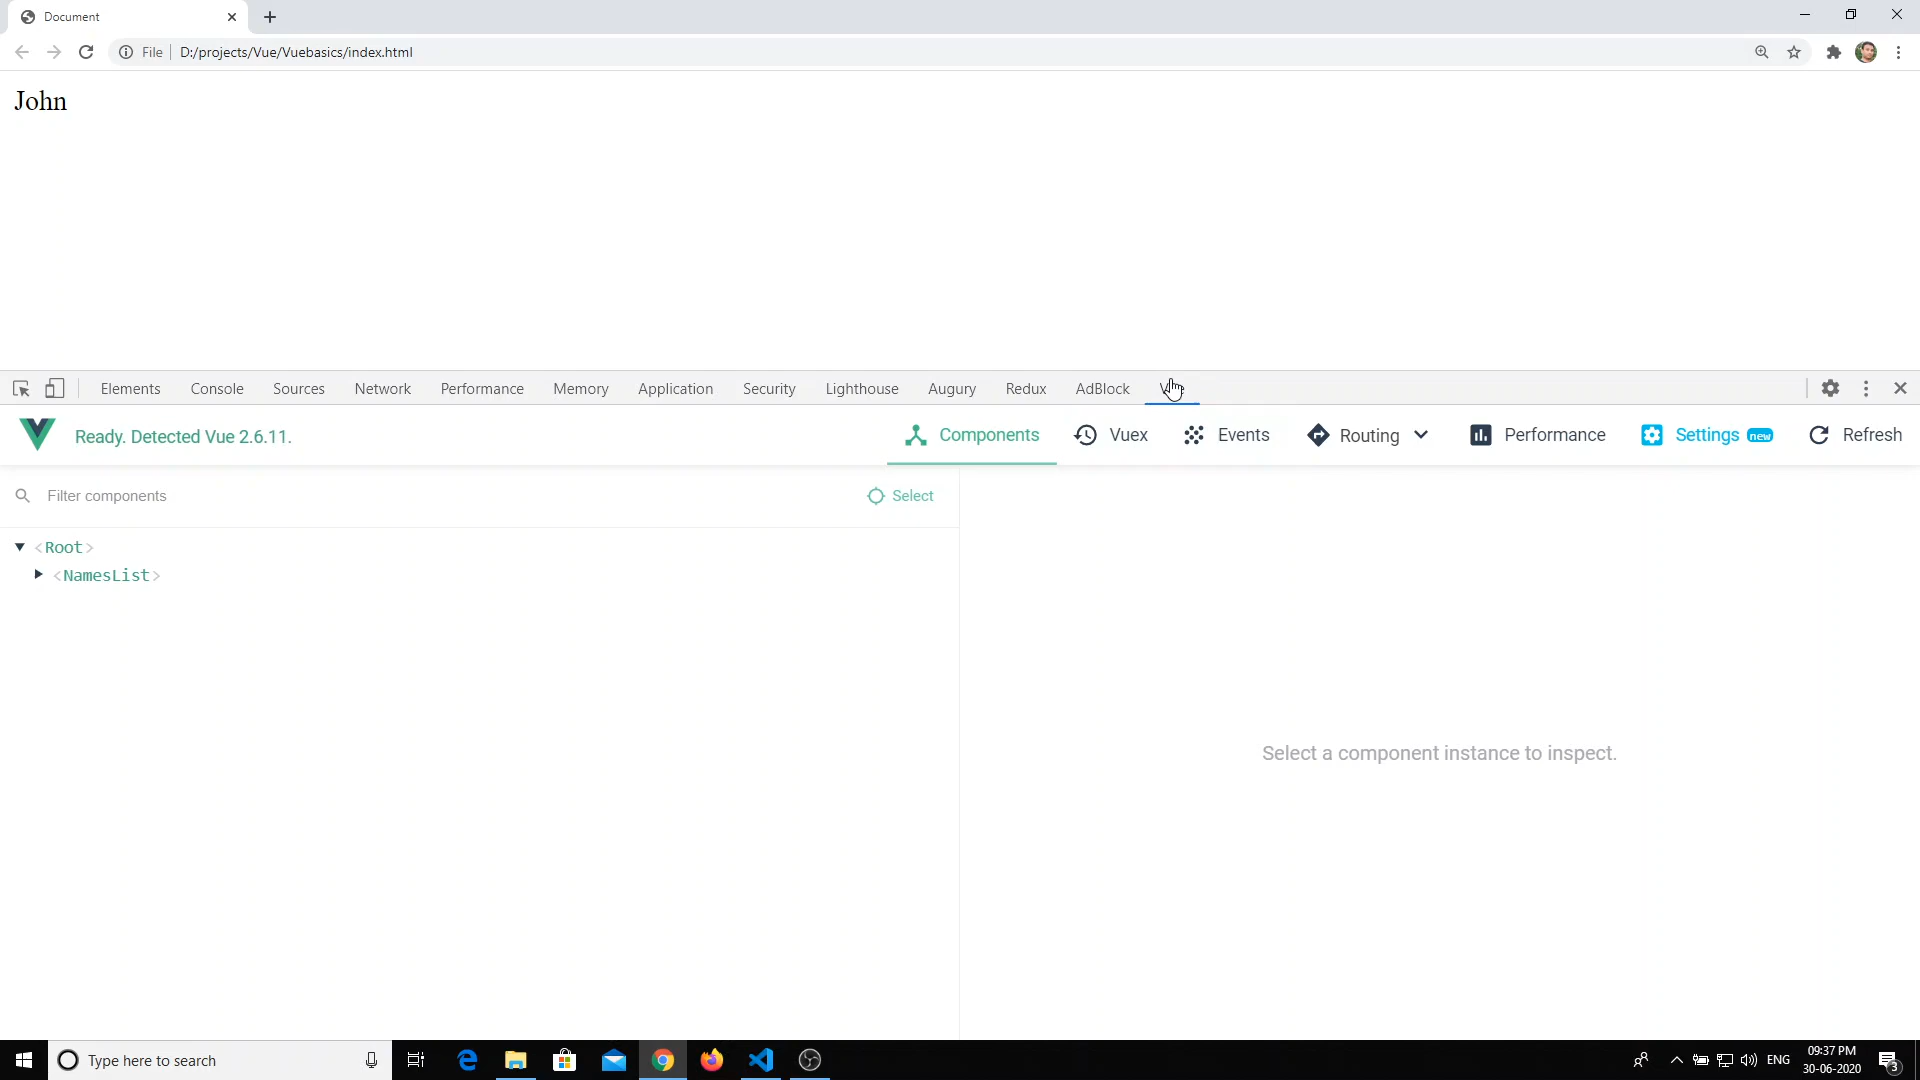 Document
File
D:/projects/Vue/Vuebasics/index.html
John
Elements Console Sources Network Performance Memory Application Security Lighthouse Augury Redux AdBlock
Ready. Detected Vue 2.6.11.
Components Vuex Events Routing Performance Settings new Refresh
Filter components
Select
<Root>
<NamesList>
Select a component instance to inspect.
Type here to search
ENG
09:37 PM
30-06-2020
3